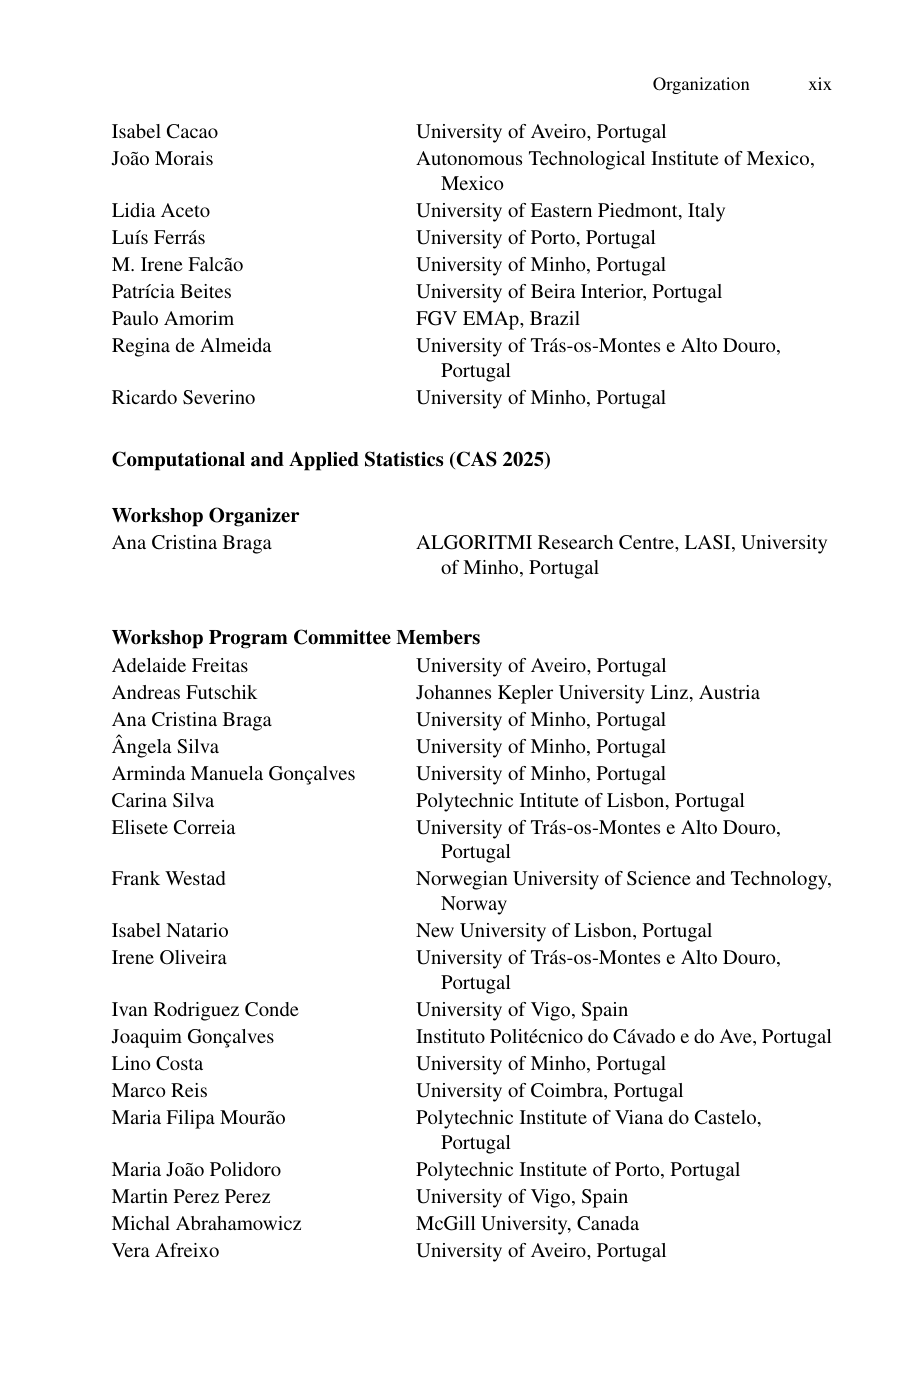 Organization xix
Isabel Cacao University of Aveiro, Portugal
João Morais Autonomous Technological Institute of Mexico,
Mexico
Lidia Aceto University of Eastern Piedmont, Italy
Luís Ferrás University of Porto, Portugal
M. Irene Falcão University of Minho, Portugal
Patrícia Beites University of Beira Interior, Portugal
Paulo Amorim FGV EMAp, Brazil
Regina de Almeida University of Trás-os-Montes e Alto Douro,
Portugal
Ricardo Severino University of Minho, Portugal
Computational and Applied Statistics (CAS 2025)
Workshop Organizer
Ana Cristina Braga ALGORITMI Research Centre, LASI, University
of Minho, Portugal
Workshop Program Committee Members
Adelaide Freitas University of Aveiro, Portugal
Andreas Futschik Johannes Kepler University Linz, Austria
Ana Cristina Braga University of Minho, Portugal
Ângela Silva University of Minho, Portugal
Arminda Manuela Gonçalves University of Minho, Portugal
Carina Silva Polytechnic Intitute of Lisbon, Portugal
Elisete Correia University of Trás-os-Montes e Alto Douro,
Portugal
Frank Westad Norwegian University of Science and Technology,
Norway
Isabel Natario New University of Lisbon, Portugal
Irene Oliveira University of Trás-os-Montes e Alto Douro,
Portugal
Ivan Rodriguez Conde University of Vigo, Spain
Joaquim Gonçalves Instituto Politécnico do Cávado e do Ave, Portugal
Lino Costa University of Minho, Portugal
Marco Reis University of Coimbra, Portugal
Maria Filipa Mourão Polytechnic Institute of Viana do Castelo,
Portugal
Maria João Polidoro Polytechnic Institute of Porto, Portugal
Martin Perez Perez University of Vigo, Spain
Michal Abrahamowicz McGill University, Canada
Vera Afreixo University of Aveiro, Portugal